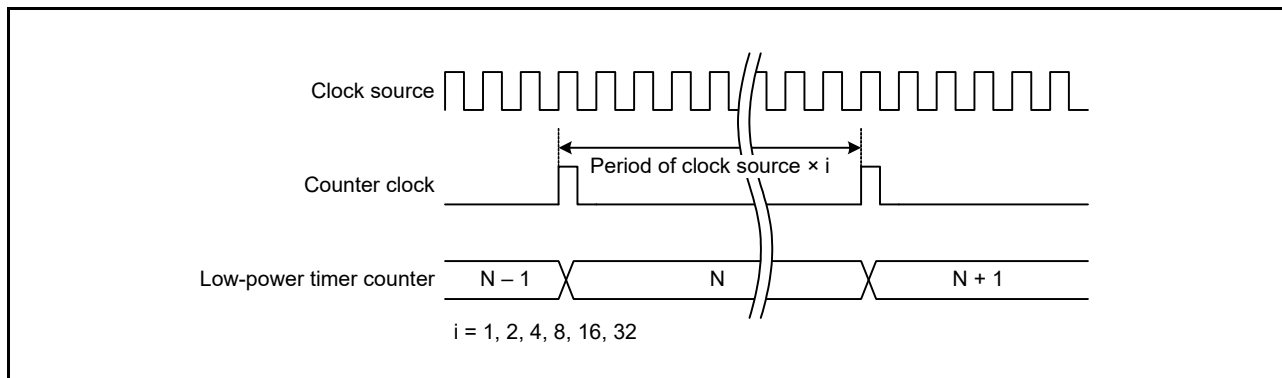 Clock source
Period of clock source × i
Counter clock
Low-power timer counter
N – 1
N
N + 1
i = 1, 2, 4, 8, 16, 32